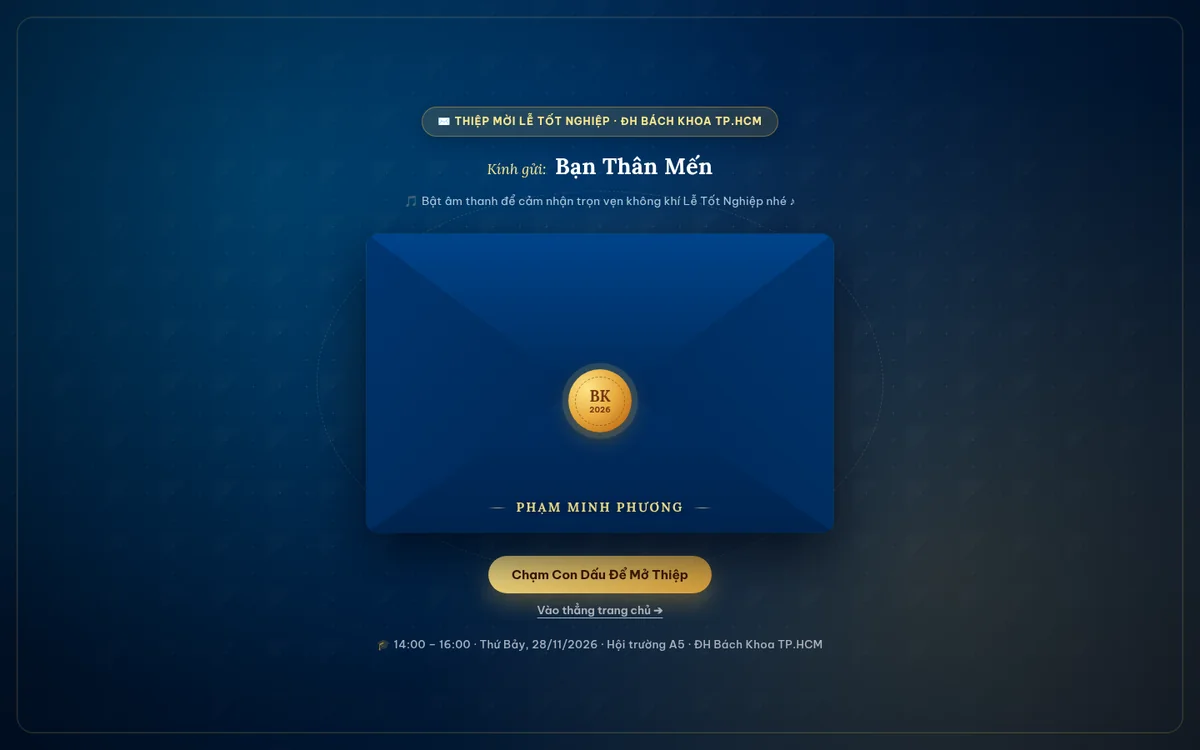 ✉️ THIỆP MỜI LỄ TỐT NGHIỆP · ĐH BÁCH KHOA TP.HCM
Kính gửi: Bạn Thân Mến
🎵 Bật âm thanh để cảm nhận trọn vẹn không khí Lễ Tốt Nghiệp nhé ♪
BK
2026
PHẠM MINH PHƯƠNG
Chạm Con Dấu Để Mở Thiệp
Vào thẳng trang chủ ➔
🎓 14:00 – 16:00 · Thứ Bảy, 28/11/2026 · Hội trường A5 · ĐH Bách Khoa TP.HCM